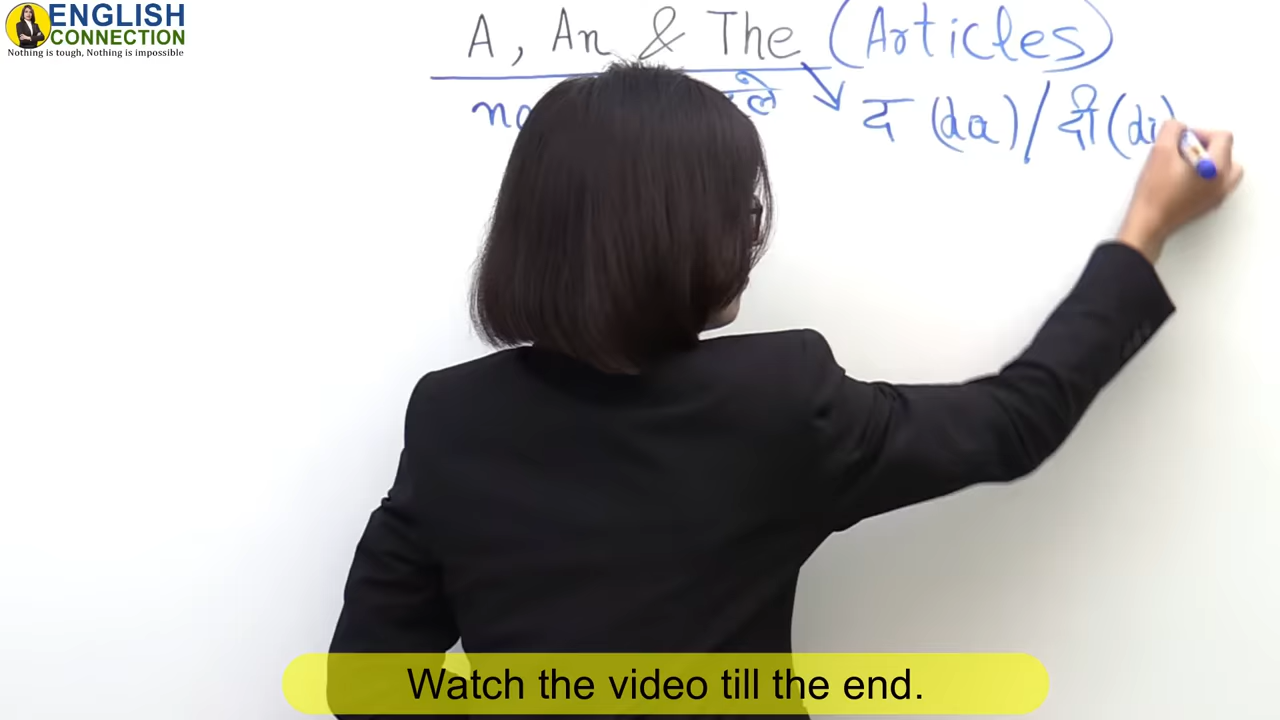 ENGLISH
CONNECTION
Nothing is tough, Nothing is impossible
A, An & The (Articles)
द (da) / दी (di)
Watch the video till the end.